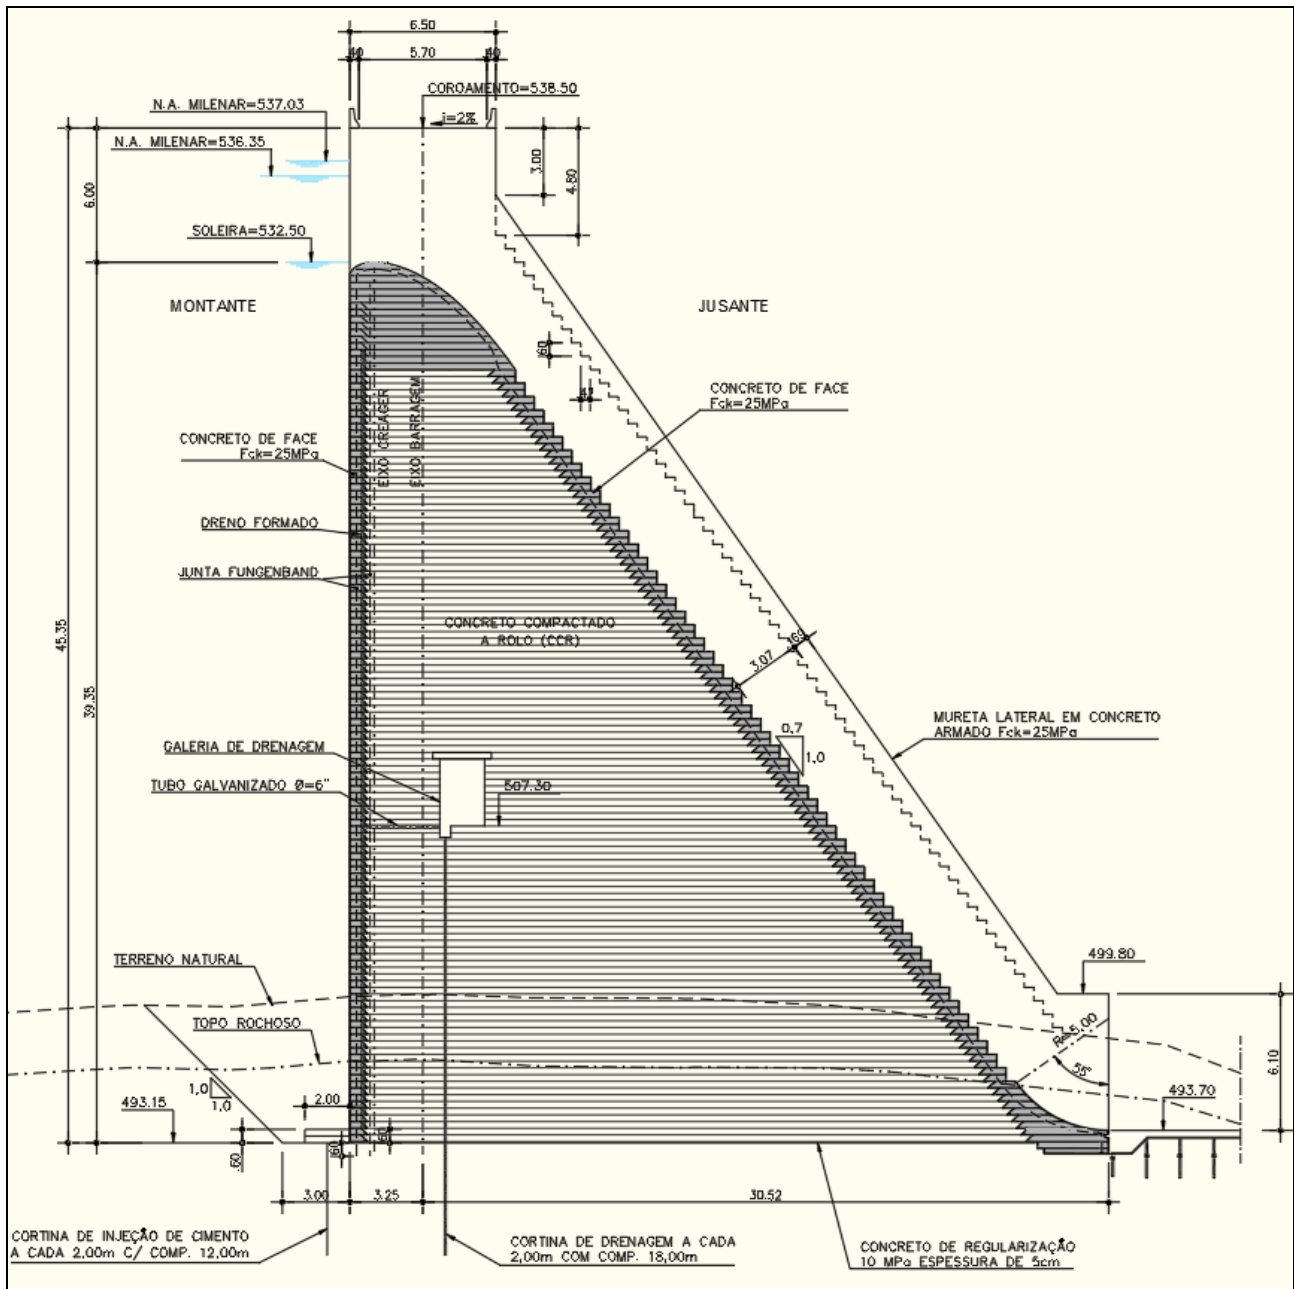 6.50
.40
5.70
.40
COROAMENTO=538.50
N.A. MILENAR=537.03
i=2%
N.A. MILENAR=536.35
3.00
4.80
6.00
SOLEIRA=532.50
MONTANTE
JUSANTE
.60
CONCRETO DE FACE
Fck=25MPa
EIXO CREAGER
EIXO BARRAGEM
CONCRETO DE FACE
Fck=25MPa
DRENO FORMADO
JUNTA FUNGENBAND
CONCRETO COMPACTADO
A ROLO (CCR)
45.35
39.35
3.07
.169
MURETA LATERAL EM CONCRETO
ARMADO Fck=25MPa
0,7
1,0
GALERIA DE DRENAGEM
TUBO GALVANIZADO Ø=6"
507.30
TERRENO NATURAL
499.80
TOPO ROCHOSO
R=5.00
55°
6.10
1,0
1,0
2.00
493.15
493.70
.60
.60
.60
3.00
3.25
30.52
CORTINA DE INJEÇÃO DE CIMENTO
A CADA 2,00m C/ COMP. 12,00m
CORTINA DE DRENAGEM A CADA
2,00m COM COMP. 18,00m
CONCRETO DE REGULARIZAÇÃO
10 MPa ESPESSURA DE 5cm